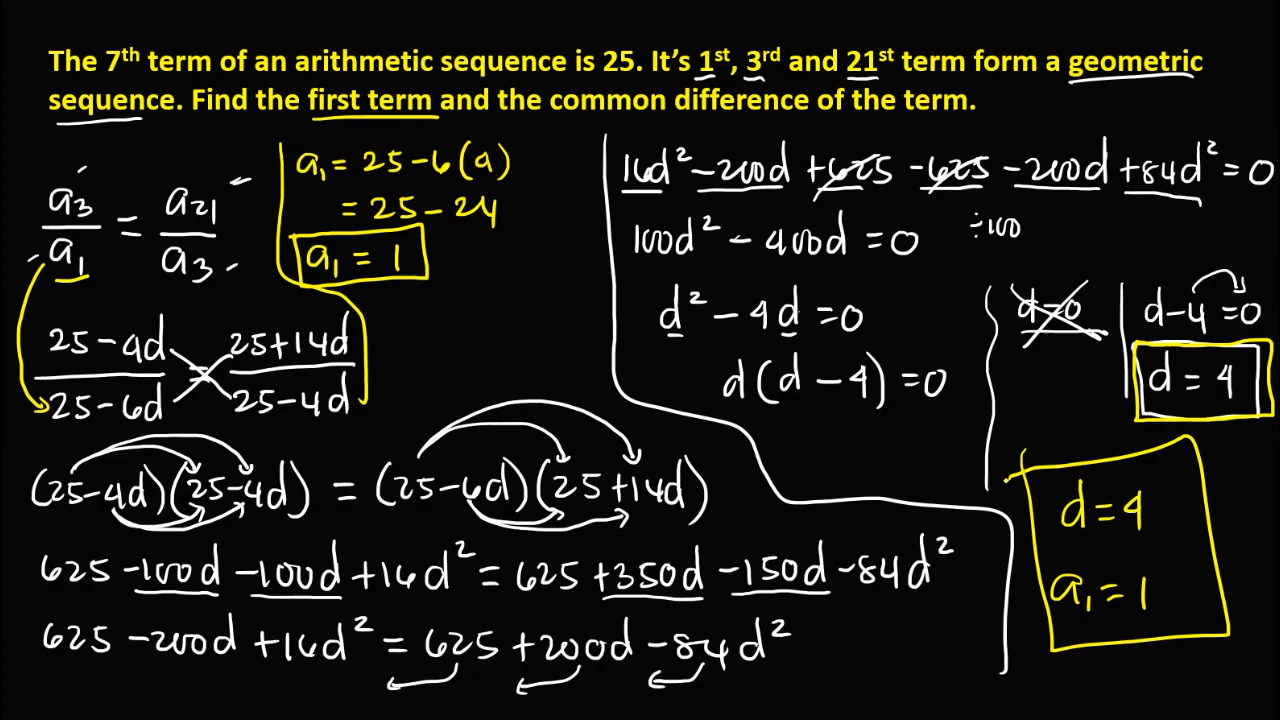 The 7th term of an arithmetic sequence is 25. It's 1st, 3rd and 21st term form a geometric
sequence. Find the first term and the common difference of the term.
a₃/a₁ = a₂₁/a₃
25-4d/25-6d = 25+14d/25-4d
(25-4d)(25-4d) = (25-6d)(25+14d)
625 -100d -100d +16d² = 625 +350d -150d -84d²
625 -200d +16d² = 625 +200d -84d²
a₁ = 25-6(4)
= 25-24
a₁ = 1
16d² -200d +625 -625 -200d +84d² = 0
100d² - 400d = 0 ÷100
d² - 4d = 0
d(d-4) = 0
d=0
d-4=0
d = 4
d=4
a₁=1